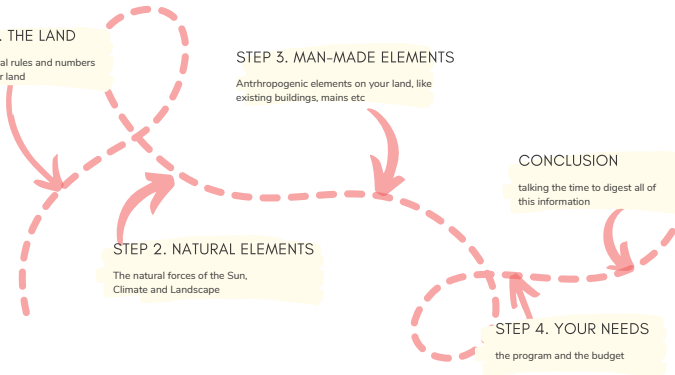 . THE LAND
al rules and numbers
r land
STEP 3. MAN-MADE ELEMENTS
Antrhropogenic elements on your land, like
existing buildings, mains etc
CONCLUSION
talking the time to digest all of
this information
STEP 2. NATURAL ELEMENTS
The natural forces of the Sun,
Climate and Landscape
STEP 4. YOUR NEEDS
the program and the budget